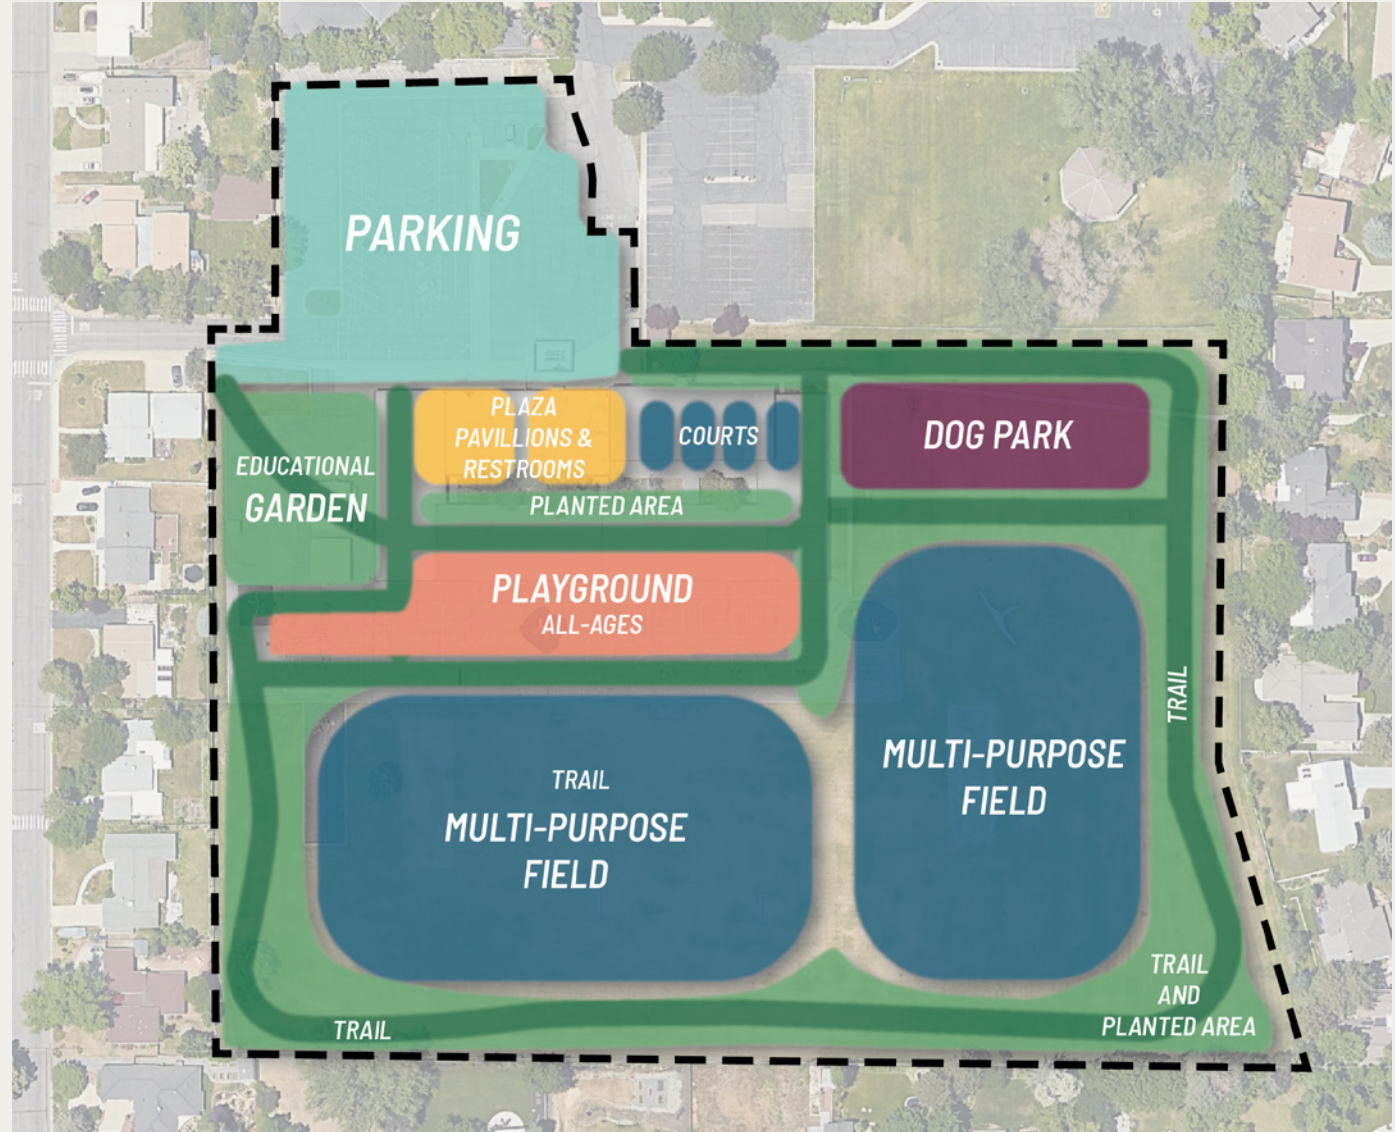 PARKING
PLAZA
PAVILLIONS &
RESTROOMS
COURTS
DOG PARK
EDUCATIONAL
GARDEN
PLANTED AREA
PLAYGROUND
ALL-AGES
TRAIL
MULTI-PURPOSE
FIELD
TRAIL
MULTI-PURPOSE
FIELD
TRAIL
AND
PLANTED AREA
TRAIL